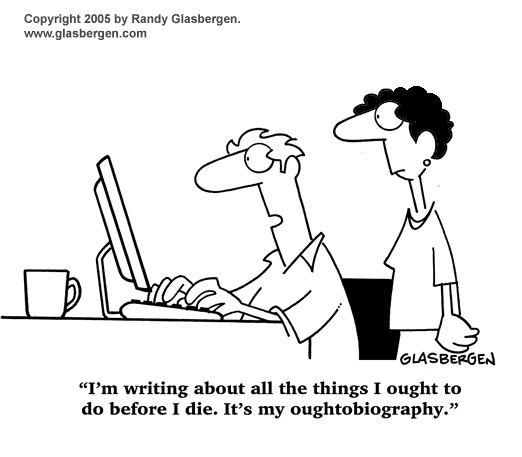 Copyright 2005 by Randy Glasbergen.
www.glasbergen.com
GLASBERGEN
“I’m writing about all the things I ought to
do before I die. It’s my oughtobiography.”